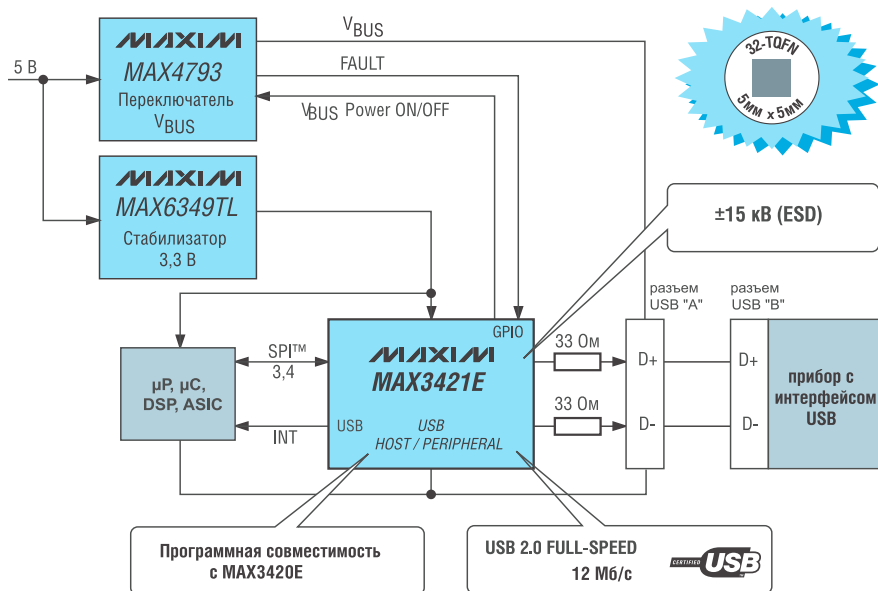 5 В
MAXIM
MAX4793
Переключатель
VBUS
VBUS
FAULT
VBUS Power ON/OFF
32-TQFN
5мм x 5мм
MAXIM
MAX6349TL
Стабилизатор
3,3 В
±15 кВ (ESD)
разъем
USB "A"
разъем
USB "B"
µP, µC,
DSP, ASIC
SPI™
3,4
INT
GPIO
MAXIM
MAX3421E
USB
USB
HOST / PERIPHERAL
33 Ом
33 Ом
D+
D-
D+
D-
прибор с
интерфейсом
USB
Программная совместимость
с MAX3420E
USB 2.0 FULL-SPEED
12 Мб/с
CERTIFIED USB